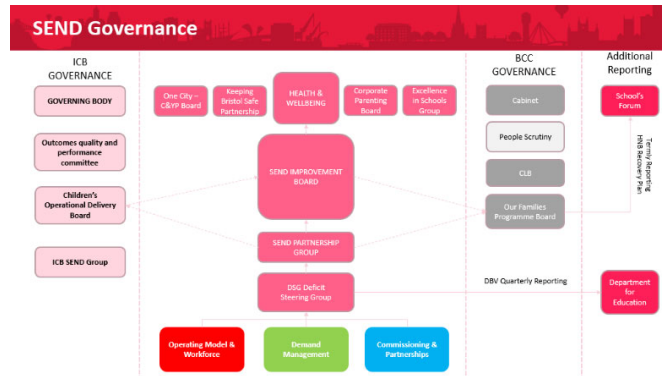 SEND Governance
ICB
GOVERNANCE
GOVERNING BODY
Outcomes quality and
performance
committee
Children's
Operational Delivery
Board
ICB SEND Group
One City –
C&YP Board
Keeping
Bristol Safe
Partnership
HEALTH &
WELLBEING
Corporate
Parenting
Board
Excellence
in Schools
Group
SEND IMPROVEMENT
BOARD
SEND PARTNERSHIP
GROUP
DSG Deficit
Steering Group
Operating Model &
Workforce
Demand
Management
Commissioning &
Partnerships
BCC
GOVERNANCE
Cabinet
People Scrutiny
CLB
Our Families
Programme Board
DBV Quarterly Reporting
Additional
Reporting
School's
Forum
Termly Reporting
HNB Recovery Plan
Department
for
Education